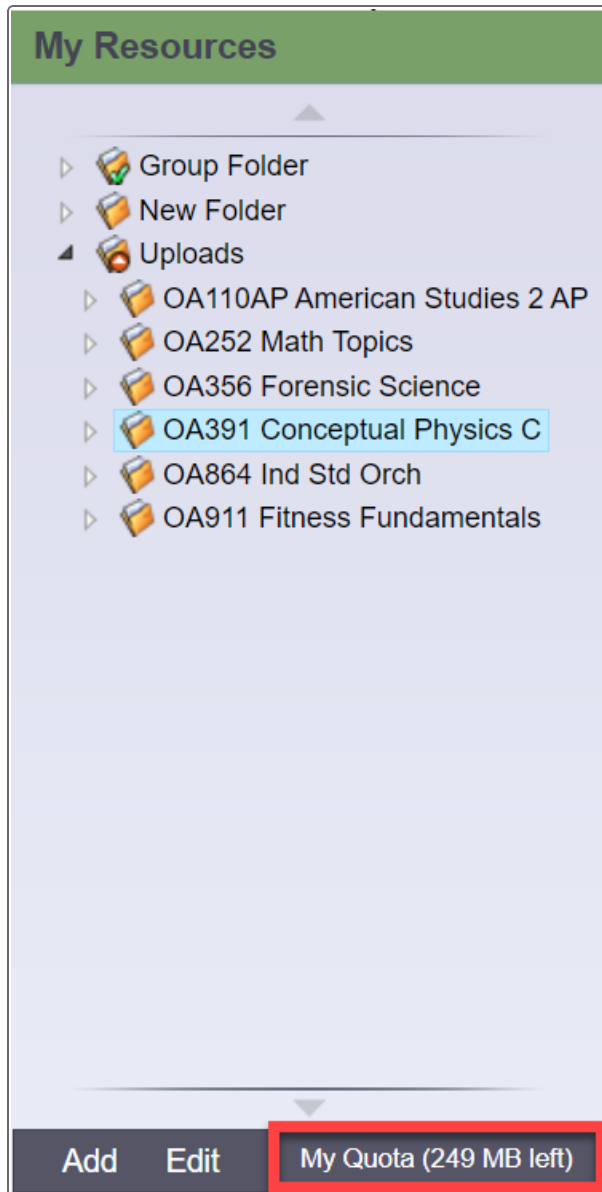 My Resources
Group Folder
New Folder
Uploads
OA110AP American Studies 2 AP
OA252 Math Topics
OA356 Forensic Science
OA391 Conceptual Physics C
OA864 Ind Std Orch
OA911 Fitness Fundamentals
Add Edit My Quota (249 MB left)